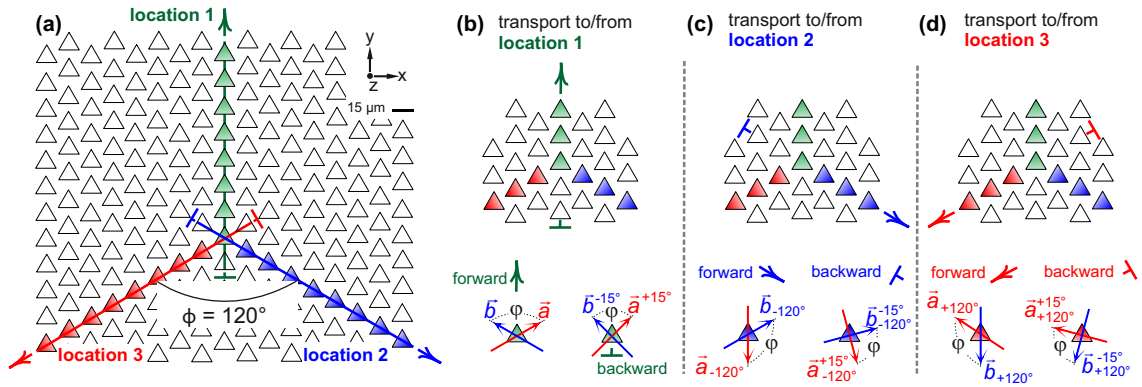 (a)
location 1
y
x
z
15 μm
ϕ = 120°
location 3
location 2
(b) transport to/from
location 1
forward
b⃗ φ a⃗
b⃗⁻¹⁵° φ a⃗⁺¹⁵°
backward
(c) transport to/from
location 2
forward backward
b⃗₋₁₂₀°
φ
a⃗₋₁₂₀°
b⃗₋₁₂₀°⁻¹⁵°
φ
a⃗₋₁₂₀°⁺¹⁵°
(d) transport to/from
location 3
forward backward
a⃗₊₁₂₀°
φ
b⃗₊₁₂₀°
a⃗₊₁₂₀°⁺¹⁵°
φ
b⃗₊₁₂₀°⁻¹⁵°